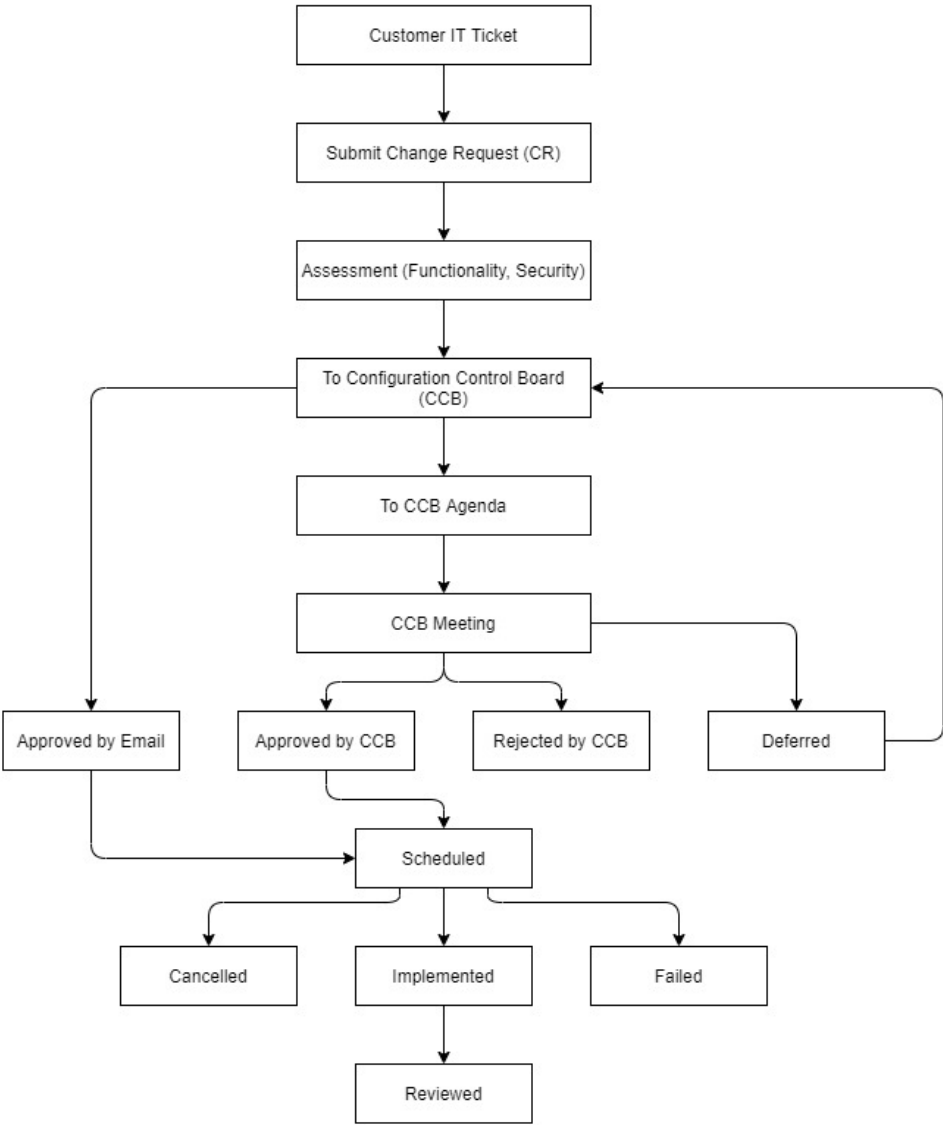 Customer IT Ticket
Submit Change Request (CR)
Assessment (Functionality, Security)
To Configuration Control Board
(CCB)
To CCB Agenda
CCB Meeting
Approved by Email
Approved by CCB
Rejected by CCB
Deferred
Scheduled
Cancelled
Implemented
Failed
Reviewed